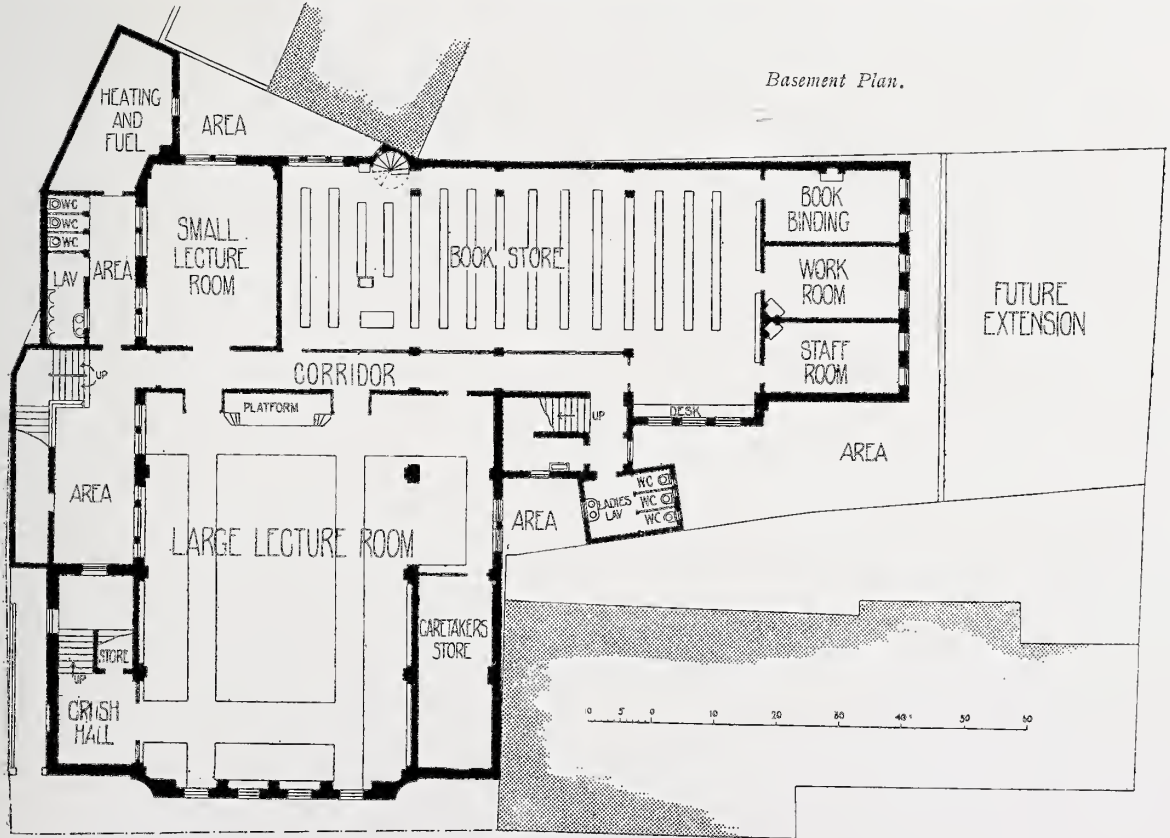 Basement Plan.
HEATING
AND
FUEL
AREA
WC
WC
WC
LAV
AREA
SMALL
LECTURE
ROOM
BOOK STORE
BOOK
BINDING
WORK
ROOM
STAFF
ROOM
FUTURE
EXTENSION
UP
CORRIDOR
PLATFORM
UP
DESK
AREA
AREA
LARGE LECTURE ROOM
AREA
WC
LADIES
LAV
WC
WC
CARETAKERS
STORE
STORE
UP
CRUSH
HALL
10 5 0 10 20 30 40 50 60